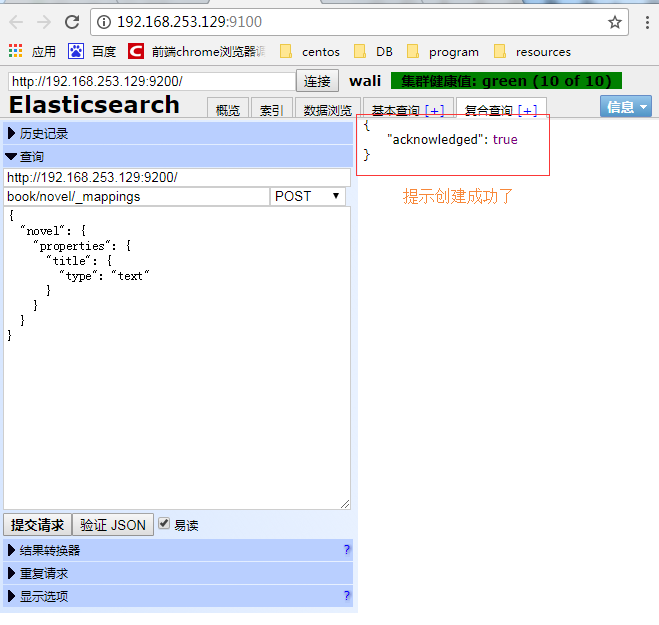 192.168.253.129:9100
应用 百度 前端chrome浏览器调 centos DB program resources
http://192.168.253.129:9200/ 连接 wali 集群健康值: green (10 of 10)
Elasticsearch 概览 索引 数据浏览 基本查询 [+] 复合查询 [+] 信息
历史记录
查询
http://192.168.253.129:9200/
book/novel/_mappings POST
{
"novel": {
"properties": {
"title": {
"type": "text"
}
}
}
}
提交请求 验证 JSON 易读
结果转换器 ?
重复请求
显示选项 ?
{
"acknowledged": true
}
提示创建成功了